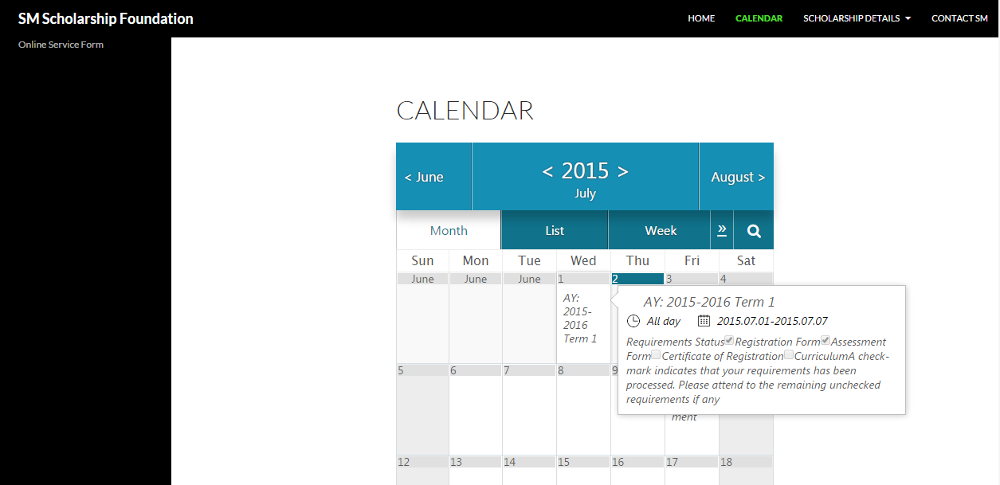 SM Scholarship Foundation
HOME CALENDAR SCHOLARSHIP DETAILS CONTACT SM
Online Service Form
CALENDAR
< June
< 2015 >
July
August >
Month List Week »
Sun Mon Tue Wed Thu Fri Sat
June June June 1 2 3 4
AY:
2015-
2016
Term 1
AY: 2015-2016 Term 1
All day 2015.07.01-2015.07.07
Requirements Status Registration Form Assessment
Form Certificate of Registration CurriculumA check-
mark indicates that your requirements has been
processed. Please attend to the remaining unchecked
requirements if any
5 6 7 8 9
ment
12 13 14 15 16 17 18